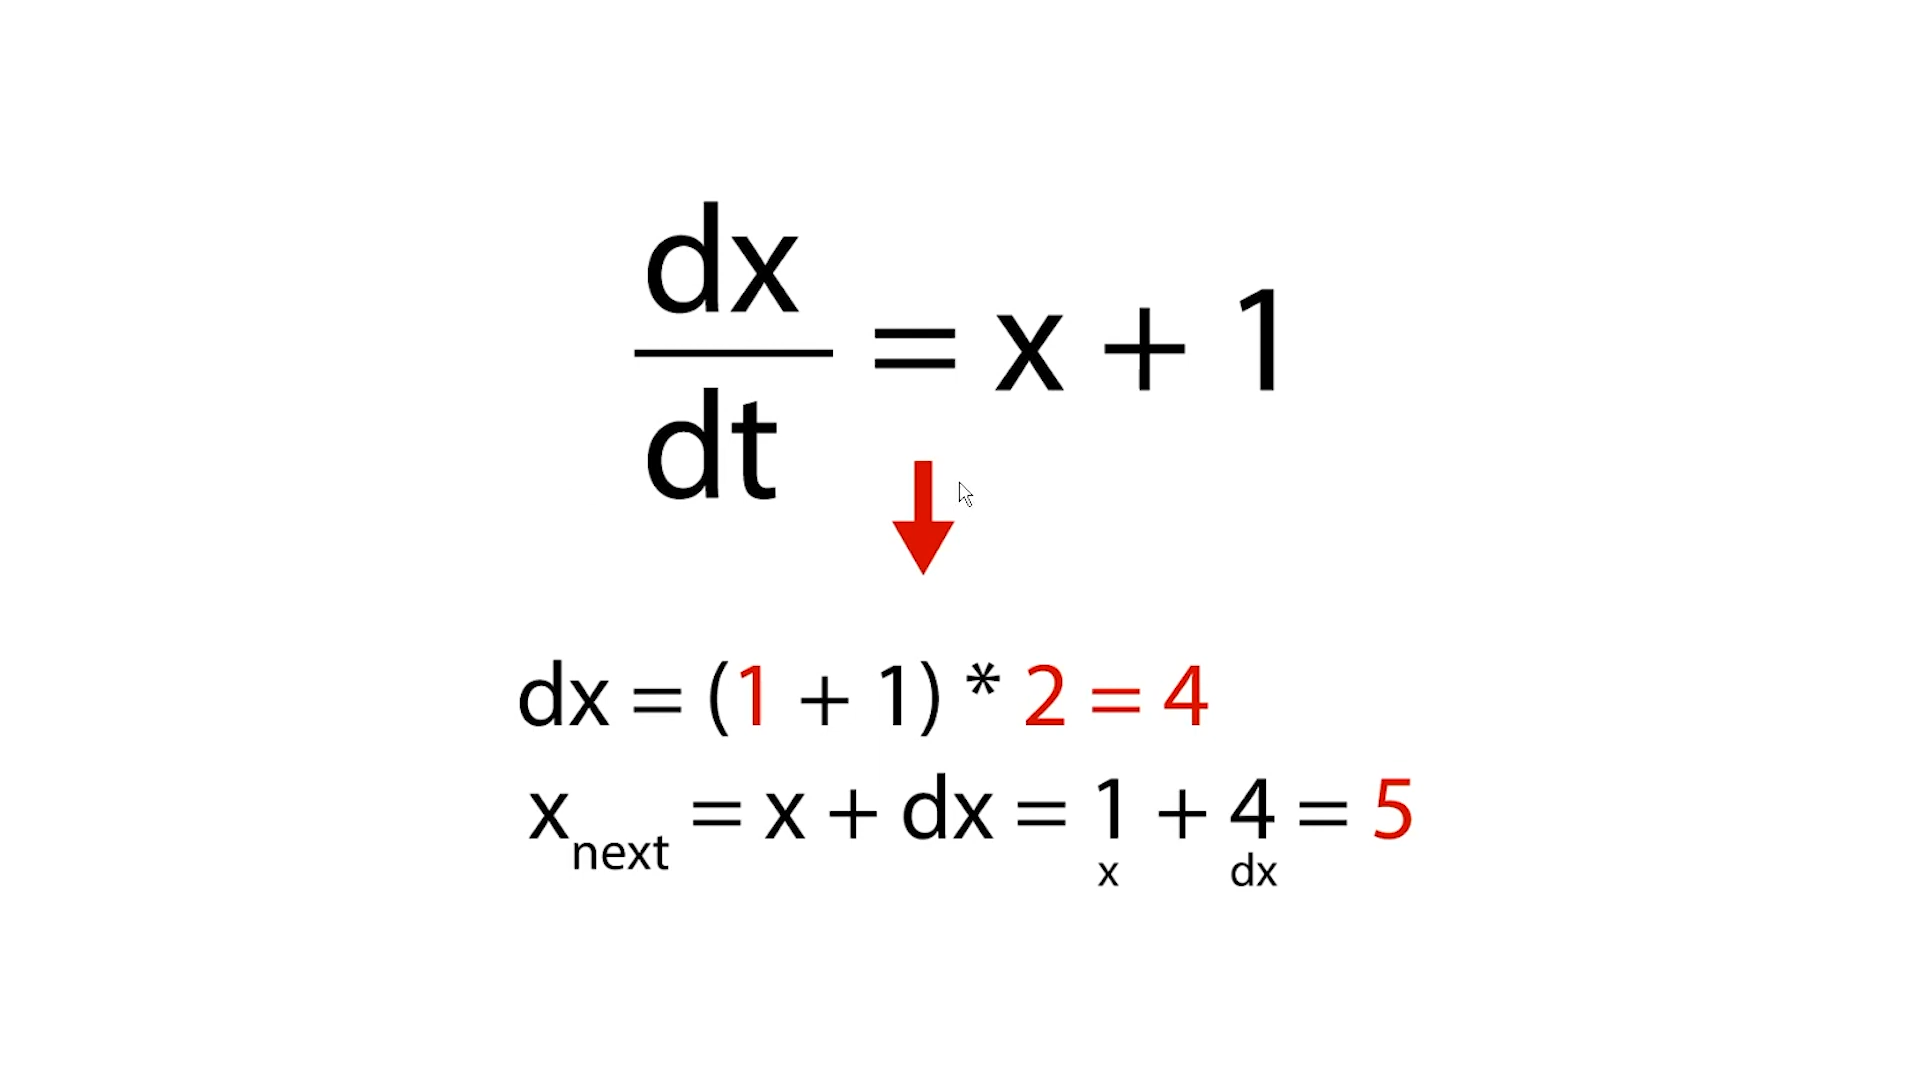 dx
dt
= x + 1
dx = (1 + 1) * 2 = 4
x next = x + dx = 1 + 4 = 5
x dx